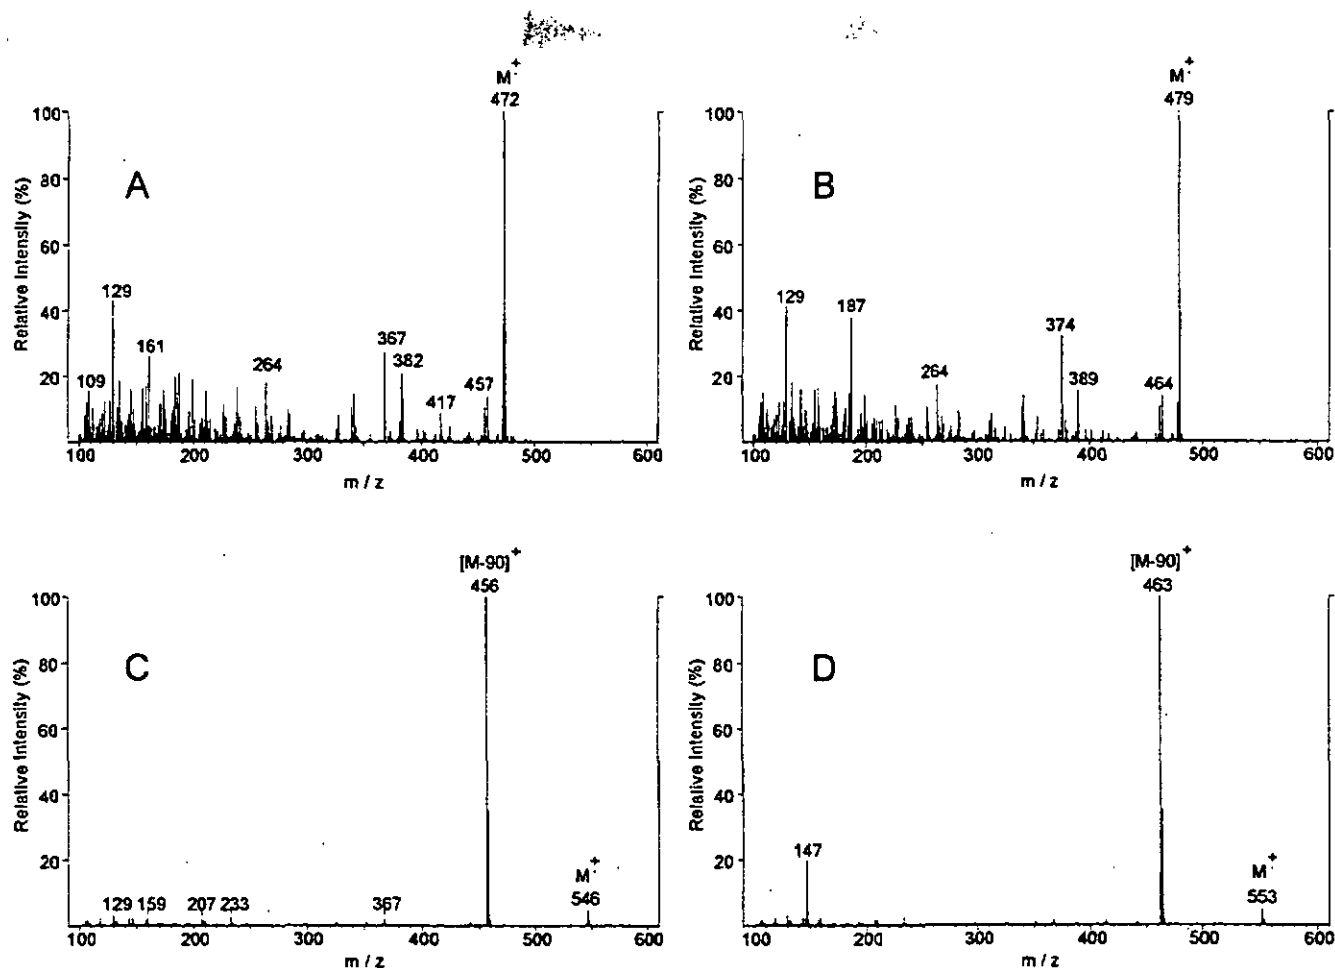 M+•
472
100
80
60
40
20
Relative Intensity (%)
A
129
161
109
264
367
382
417
457
100 200 300 400 500 600
m / z
M+•
479
100
80
60
40
20
Relative Intensity (%)
B
129
187
264
374
389
464
100 200 300 400 500 600
m / z
[M-90]+
456
100
80
60
40
20
Relative Intensity (%)
C
M+•
546
129 159 207 233 367
100 200 300 400 500 600
m / z
[M-90]+
463
100
80
60
40
20
Relative Intensity (%)
D
147
M+•
553
100 200 300 400 500 600
m / z